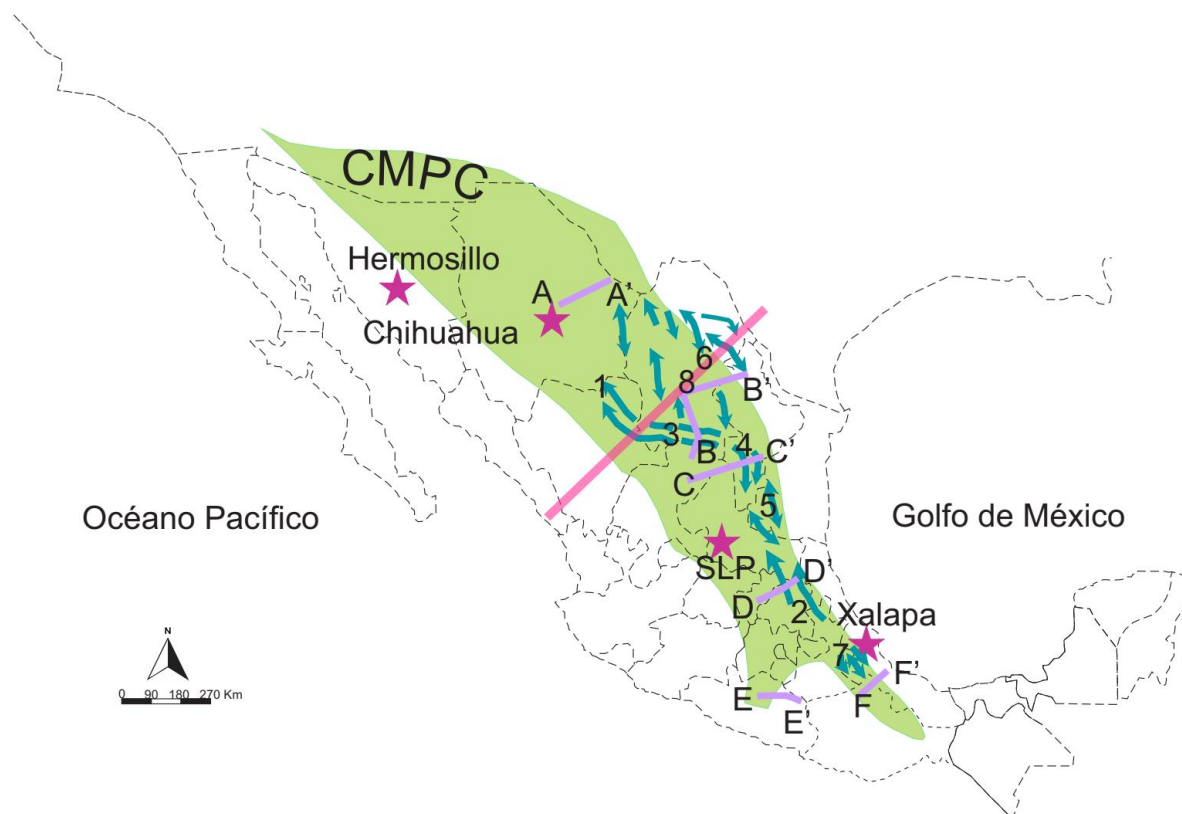 CMPC
Hermosillo
A
A'
Chihuahua
6
1
8
B'
3
B
4
C'
C
5
Océano Pacífico
Golfo de México
SLP
D'
D
2
Xalapa
7
F'
E
F
E'
N
0 90 180 270 Km